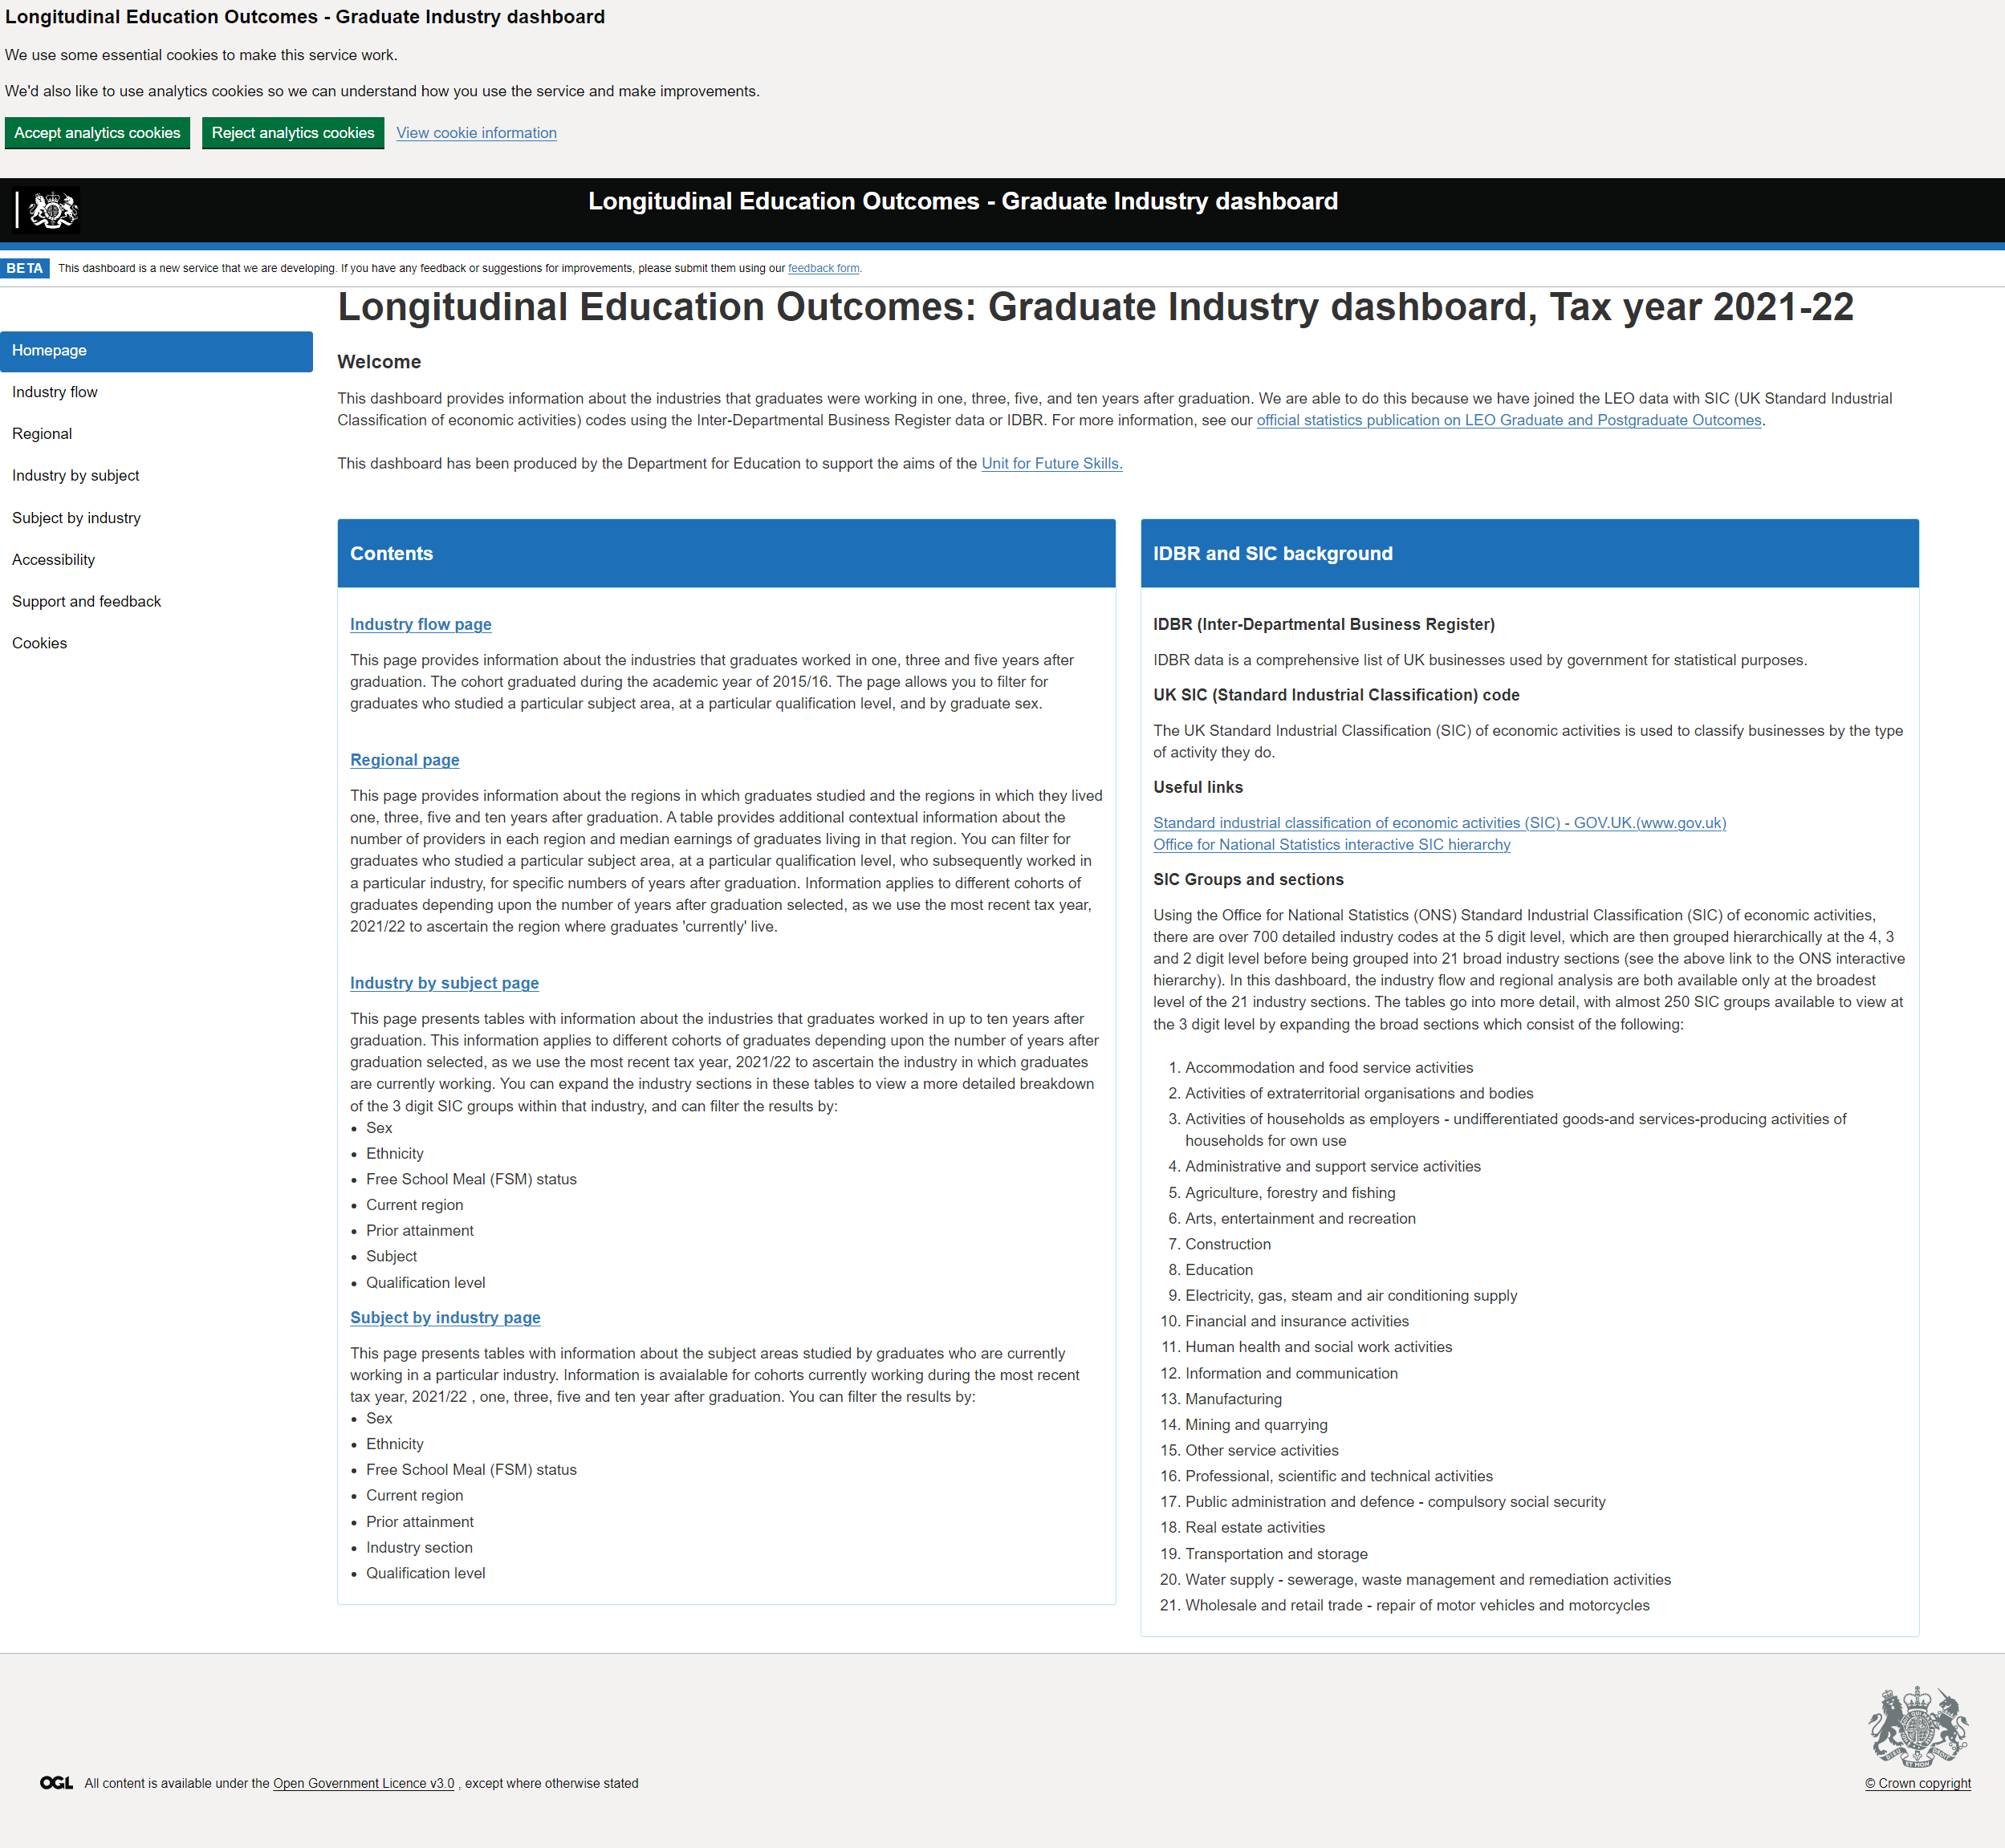 Longitudinal Education Outcomes - Graduate Industry dashboard
We use some essential cookies to make this service work.
We'd also like to use analytics cookies so we can understand how you use the service and make improvements.
Accept analytics cookies Reject analytics cookies View cookie information
Longitudinal Education Outcomes - Graduate Industry dashboard
BETA This dashboard is a new service that we are developing. If you have any feedback or suggestions for improvements, please submit them using our feedback form.
Homepage
Industry flow
Regional
Industry by subject
Subject by industry
Accessibility
Support and feedback
Cookies
Longitudinal Education Outcomes: Graduate Industry dashboard, Tax year 2021-22
Welcome
This dashboard provides information about the industries that graduates were working in one, three, five, and ten years after graduation. We are able to do this because we have joined the LEO data with SIC (UK Standard Industrial
Classification of economic activities) codes using the Inter-Departmental Business Register data or IDBR. For more information, see our official statistics publication on LEO Graduate and Postgraduate Outcomes.
This dashboard has been produced by the Department for Education to support the aims of the Unit for Future Skills.
Contents
Industry flow page
This page provides information about the industries that graduates worked in one, three and five years after
graduation. The cohort graduated during the academic year of 2015/16. The page allows you to filter for
graduates who studied a particular subject area, at a particular qualification level, and by graduate sex.
Regional page
This page provides information about the regions in which graduates studied and the regions in which they lived
one, three, five and ten years after graduation. A table provides additional contextual information about the
number of providers in each region and median earnings of graduates living in that region. You can filter for
graduates who studied a particular subject area, at a particular qualification level, who subsequently worked in
a particular industry, for specific numbers of years after graduation. Information applies to different cohorts of
graduates depending upon the number of years after graduation selected, as we use the most recent tax year,
2021/22 to ascertain the region where graduates 'currently' live.
Industry by subject page
This page presents tables with information about the industries that graduates worked in up to ten years after
graduation. This information applies to different cohorts of graduates depending upon the number of years after
graduation selected, as we use the most recent tax year, 2021/22 to ascertain the industry in which graduates
are currently working. You can expand the industry sections in these tables to view a more detailed breakdown
of the 3 digit SIC groups within that industry, and can filter the results by:
• Sex
• Ethnicity
• Free School Meal (FSM) status
• Current region
• Prior attainment
• Subject
• Qualification level
Subject by industry page
This page presents tables with information about the subject areas studied by graduates who are currently
working in a particular industry. Information is avaialable for cohorts currently working during the most recent
tax year, 2021/22 , one, three, five and ten year after graduation. You can filter the results by:
• Sex
• Ethnicity
• Free School Meal (FSM) status
• Current region
• Prior attainment
• Industry section
• Qualification level
IDBR and SIC background
IDBR (Inter-Departmental Business Register)
IDBR data is a comprehensive list of UK businesses used by government for statistical purposes.
UK SIC (Standard Industrial Classification) code
The UK Standard Industrial Classification (SIC) of economic activities is used to classify businesses by the type
of activity they do.
Useful links
Standard industrial classification of economic activities (SIC) - GOV.UK.(www.gov.uk)
Office for National Statistics interactive SIC hierarchy
SIC Groups and sections
Using the Office for National Statistics (ONS) Standard Industrial Classification (SIC) of economic activities,
there are over 700 detailed industry codes at the 5 digit level, which are then grouped hierarchically at the 4, 3
and 2 digit level before being grouped into 21 broad industry sections (see the above link to the ONS interactive
hierarchy). In this dashboard, the industry flow and regional analysis are both available only at the broadest
level of the 21 industry sections. The tables go into more detail, with almost 250 SIC groups available to view at
the 3 digit level by expanding the broad sections which consist of the following:
1. Accommodation and food service activities
2. Activities of extraterritorial organisations and bodies
3. Activities of households as employers - undifferentiated goods-and services-producing activities of
households for own use
4. Administrative and support service activities
5. Agriculture, forestry and fishing
6. Arts, entertainment and recreation
7. Construction
8. Education
9. Electricity, gas, steam and air conditioning supply
10. Financial and insurance activities
11. Human health and social work activities
12. Information and communication
13. Manufacturing
14. Mining and quarrying
15. Other service activities
16. Professional, scientific and technical activities
17. Public administration and defence - compulsory social security
18. Real estate activities
19. Transportation and storage
20. Water supply - sewerage, waste management and remediation activities
21. Wholesale and retail trade - repair of motor vehicles and motorcycles
OGL All content is available under the Open Government Licence v3.0 , except where otherwise stated
© Crown copyright